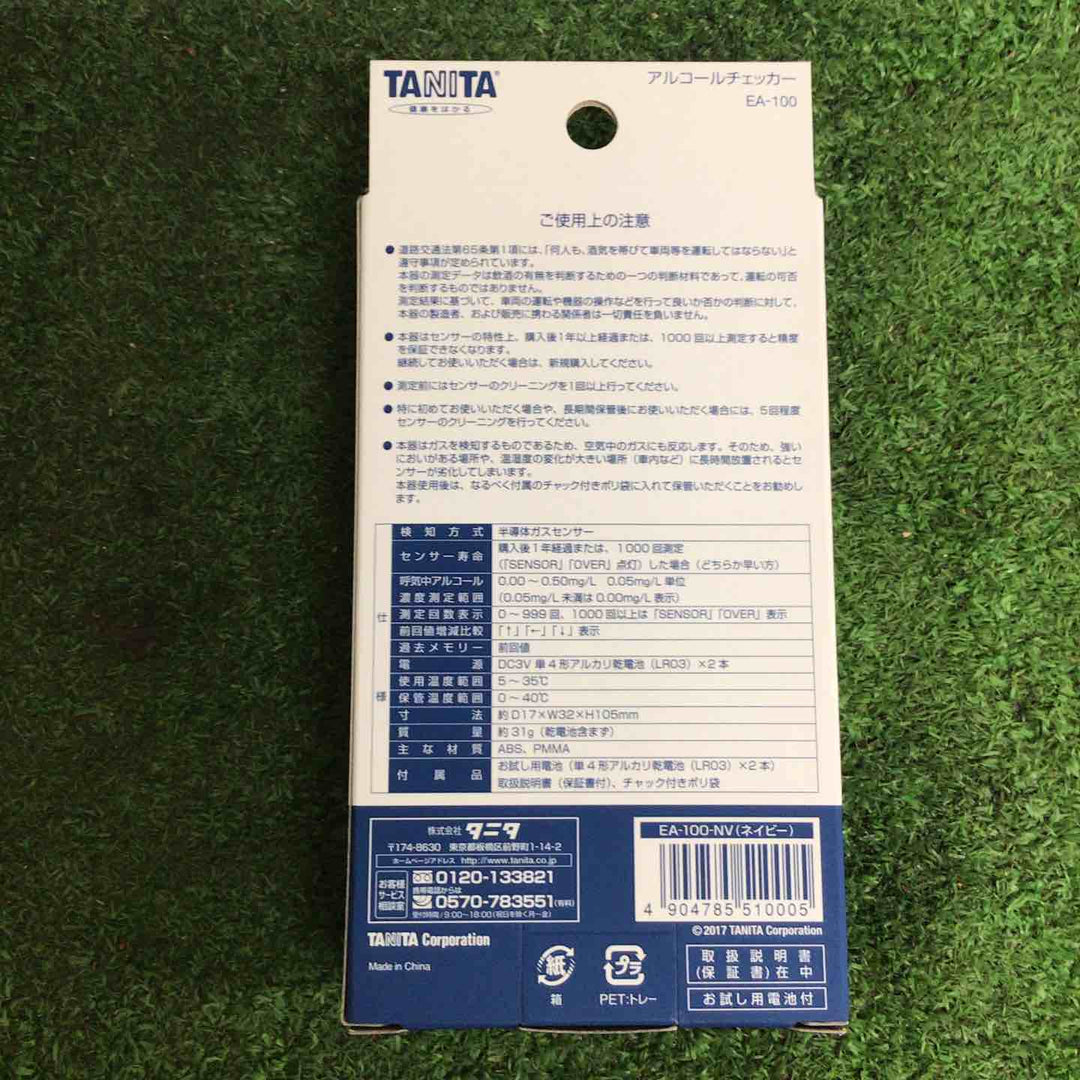 TANITA®
健康をはかる
アルコールチェッカー
EA-100
ご使用上の注意
● 道路交通法第65条第1項には、「何人も、酒気を帯びて車両等を運転してはならない」と
遵守事項が定められています。
本器の測定データは飲酒の有無を判断するための一つの判断材料であって、運転の可否
を判断するものではありません。
測定結果に基づいて、車両の運転や機器の操作などを行って良いか否かの判断に対して、
本器の製造者、および販売に携わる関係者は一切責任を負いません。
● 本器はセンサーの特性上、購入後1年以上経過または、1000回以上測定すると精度
を保証できなくなります。
継続してお使いいただく場合は、新規購入してください。
● 測定前にはセンサーのクリーニングを1回以上行ってください。
● 特に初めてお使いいただく場合や、長期間保管後にお使いいただく場合には、5回程度
センサーのクリーニングを行ってください。
● 本器はガスを検知するものであるため、空気中のガスにも反応します。そのため、強い
においがある場所や、温湿度の変化が大きい場所（車内など）に長時間放置されるとセ
ンサーが劣化してしまいます。
本器使用後は、なるべく付属のチャック付きポリ袋に入れて保管いただくことをお勧めし
ます。
仕様
検知方式 半導体ガスセンサー
センサー寿命 購入後1年経過または、1000回測定
（「SENSOR」「OVER」点灯）した場合（どちらか早い方）
呼気中アルコール 0.00～0.50mg/L 0.05mg/L単位
濃度測定範囲 （0.05mg/L未満は0.00mg/L表示）
測定回数表示 0～999回、1000回以上は「SENSOR」「OVER」表示
前回値増減比較 「↑」「←」「↓」表示
過去メモリー 前回値
電源 DC3V 単4形アルカリ乾電池（LR03）×2本
使用温度範囲 5～35℃
保管温度範囲 0～40℃
寸法 約D17×W32×H105mm
質量 約31g（乾電池含まず）
主な材質 ABS、PMMA
付属品 お試し用電池（単4形アルカリ乾電池（LR03）×2本）
取扱説明書（保証書付）、チャック付きポリ袋
株式会社タニタ
〒174-8630 東京都板橋区前野町1-14-2
ホームページアドレス http://www.tanita.co.jp
お客様
サービス
相談室
0120-133821
携帯電話からは
0570-783551(有料)
受付時間／9:00～18:00(祝日を除く月～金)
TANITA Corporation
Made in China
EA-100-NV（ネイビー）
4 904785 510005
©2017 TANITA Corporation
紙
箱
プラ
PET:トレー
取扱説明書
(保証書)在中
お試し用電池付